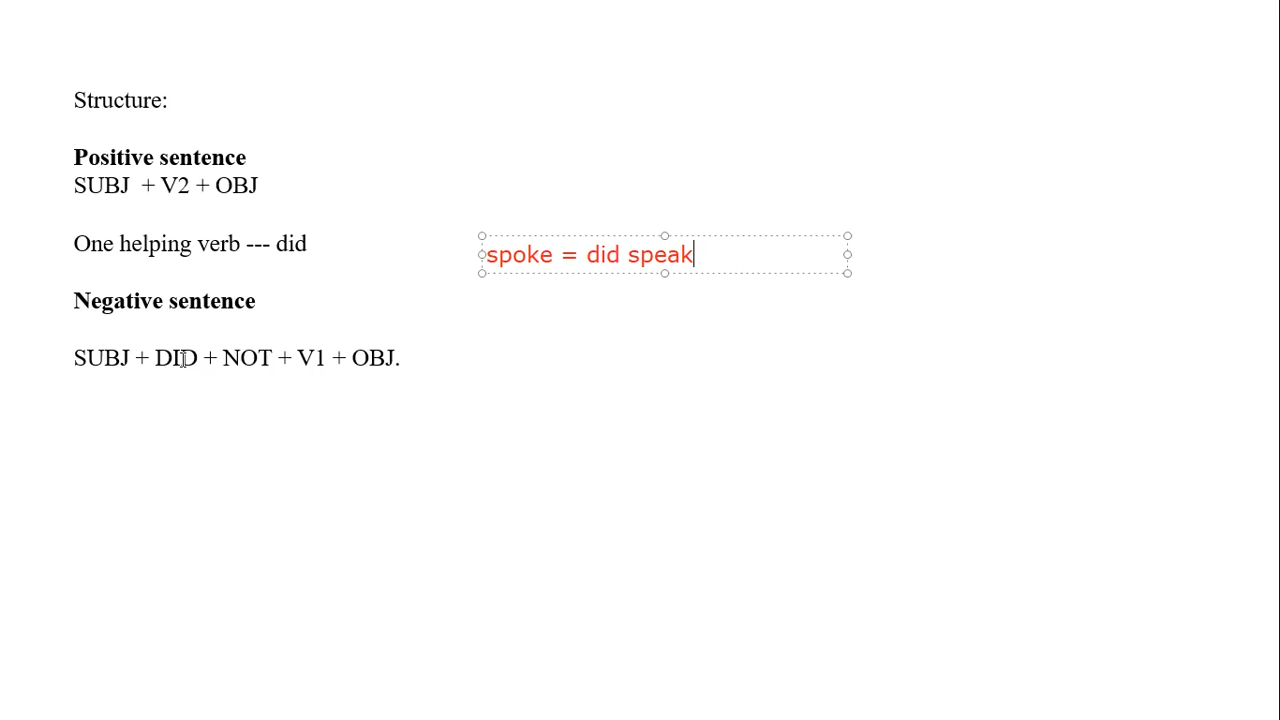 Structure:
Positive sentence
SUBJ + V2 + OBJ
One helping verb --- did
spoke = did speak
Negative sentence
SUBJ + DID + NOT + V1 + OBJ.